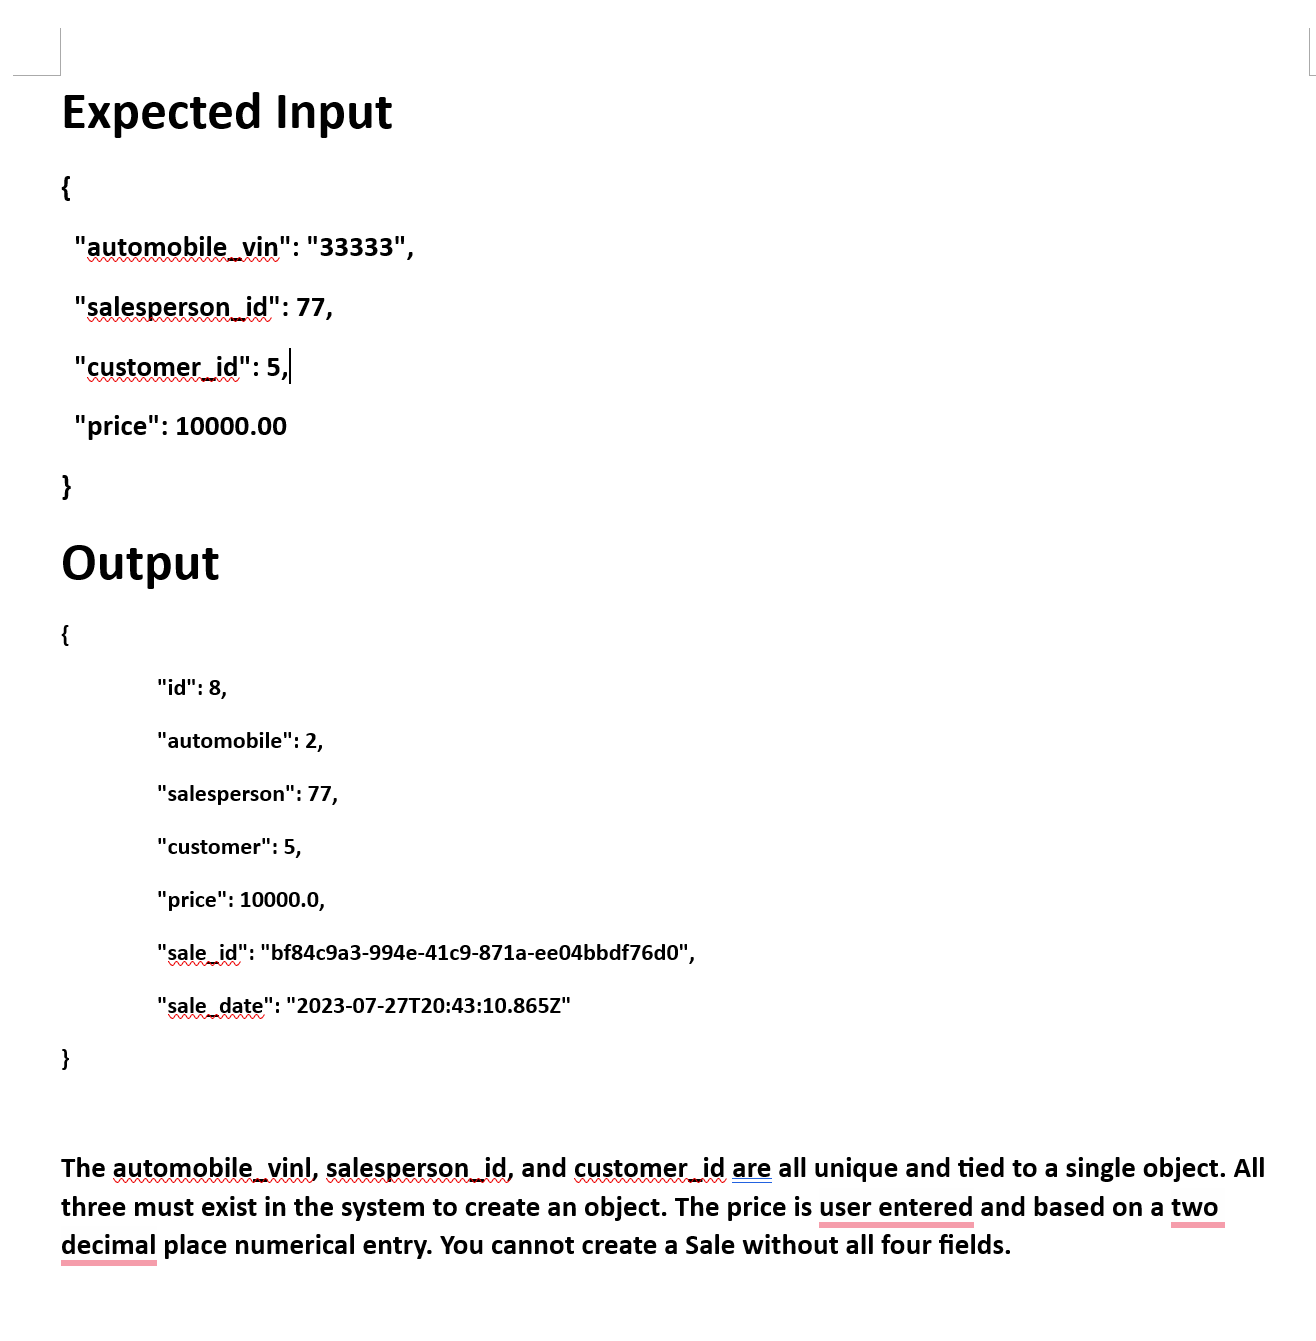 Expected Input
{
"automobile_vin": "33333",
"salesperson_id": 77,
"customer_id": 5,
"price": 10000.00
}
Output
{
"id": 8,
"automobile": 2,
"salesperson": 77,
"customer": 5,
"price": 10000.0,
"sale_id": "bf84c9a3-994e-41c9-871a-ee04bbdf76d0",
"sale_date": "2023-07-27T20:43:10.865Z"
}
The automobile_vinl, salesperson_id, and customer_id are all unique and tied to a single object. All
three must exist in the system to create an object. The price is user entered and based on a two
decimal place numerical entry. You cannot create a Sale without all four fields.